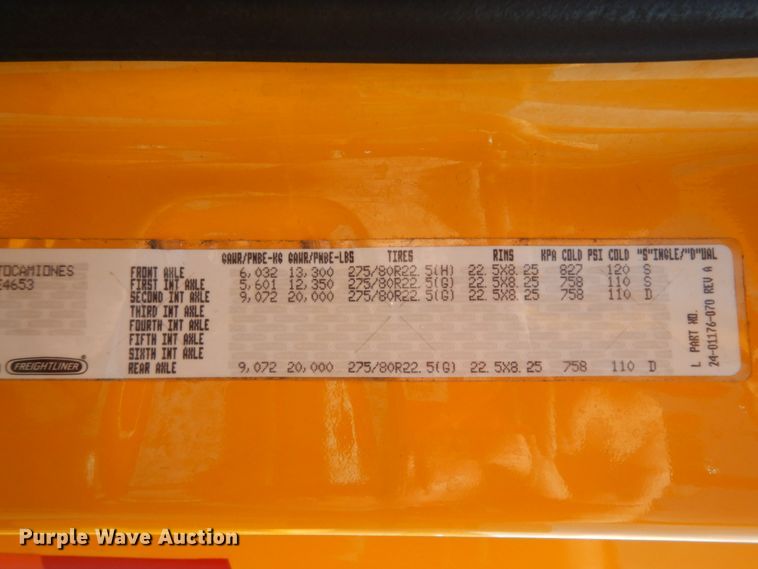 GAWR/PNBE-KG GAWR/PNBE-LBS TIRES RIMS KPA COLD PSI COLD "S"INGLE/"D"UAL
TOCAMIONES
4653
FRONT AXLE 6,032 13,300 275/80R22.5(H) 22.5X8.25 827 120 S
FIRST INT AXLE 5,601 12,350 275/80R22.5(G) 22.5X8.25 758 110 S
SECOND INT AXLE 9,072 20,000 275/80R22.5(G) 22.5X8.25 758 110 D
THIRD INT AXLE
FOURTH INT AXLE
FIFTH INT AXLE
SIXTH INT AXLE
REAR AXLE 9,072 20,000 275/80R22.5(G) 22.5X8.25 758 110 D
FREIGHTLINER®
L PART NO.
24-01176-070 REV A
Purple Wave Auction